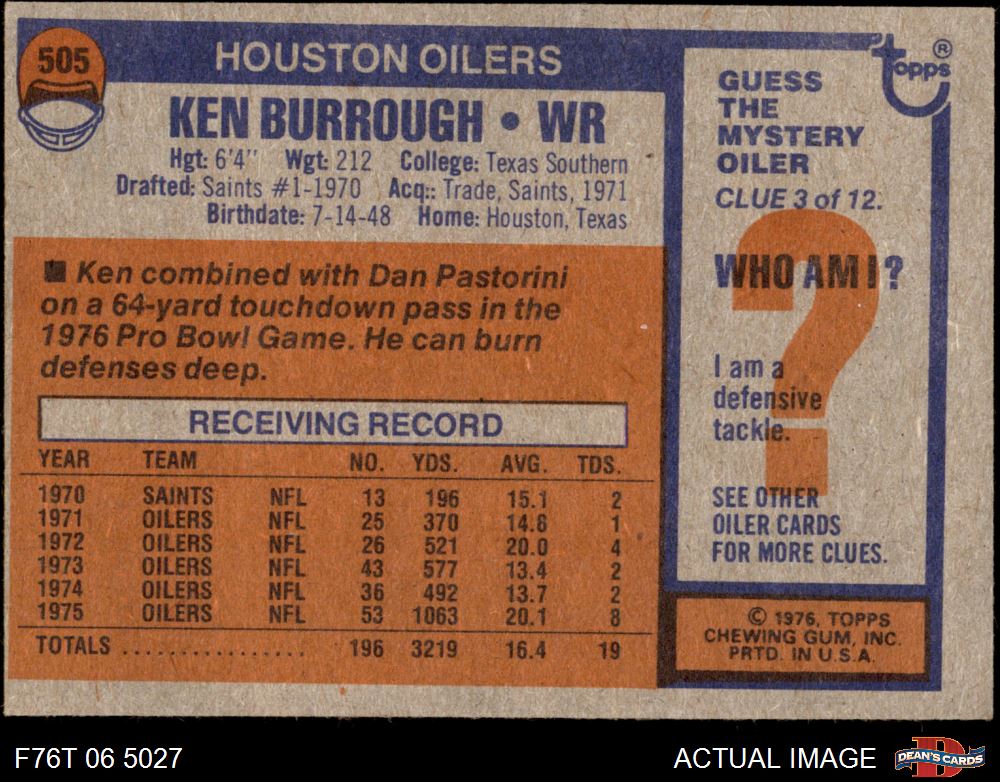 505
HOUSTON OILERS
KEN BURROUGH • WR
Hgt: 6'4" Wgt: 212 College: Texas Southern
Drafted: Saints #1-1970 Acq.: Trade, Saints, 1971
Birthdate: 7-14-48 Home: Houston, Texas
■ Ken combined with Dan Pastorini
on a 64-yard touchdown pass in the
1976 Pro Bowl Game. He can burn
defenses deep.
RECEIVING RECORD
YEAR TEAM NO. YDS. AVG. TDS.
1970 SAINTS NFL 13 196 15.1 2
1971 OILERS NFL 25 370 14.8 1
1972 OILERS NFL 26 521 20.0 4
1973 OILERS NFL 43 577 13.4 2
1974 OILERS NFL 36 492 13.7 2
1975 OILERS NFL 53 1063 20.1 8
TOTALS ................ 196 3219 16.4 19
topps ®
GUESS
THE
MYSTERY
OILER
CLUE 3 of 12.
WHO AM I ?
?
I am a
defensive
tackle.
SEE OTHER
OILER CARDS
FOR MORE CLUES.
© 1976, TOPPS
CHEWING GUM, INC.
PRTD. IN U.S.A.
F76T 06 5027
ACTUAL IMAGE
D
DEAN'S CARDS